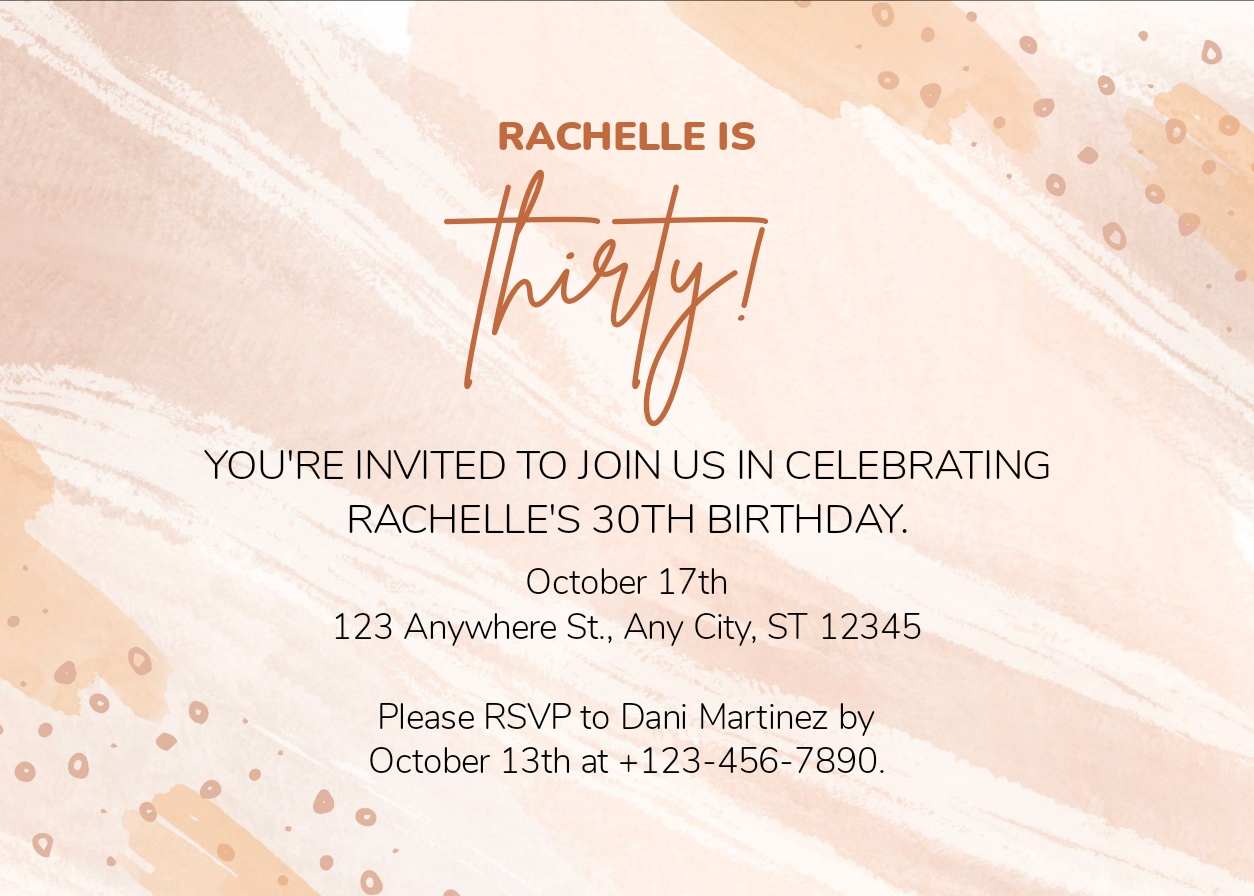 RACHELLE IS
thirty!
YOU'RE INVITED TO JOIN US IN CELEBRATING
RACHELLE'S 30TH BIRTHDAY.
October 17th
123 Anywhere St., Any City, ST 12345
Please RSVP to Dani Martinez by
October 13th at +123-456-7890.